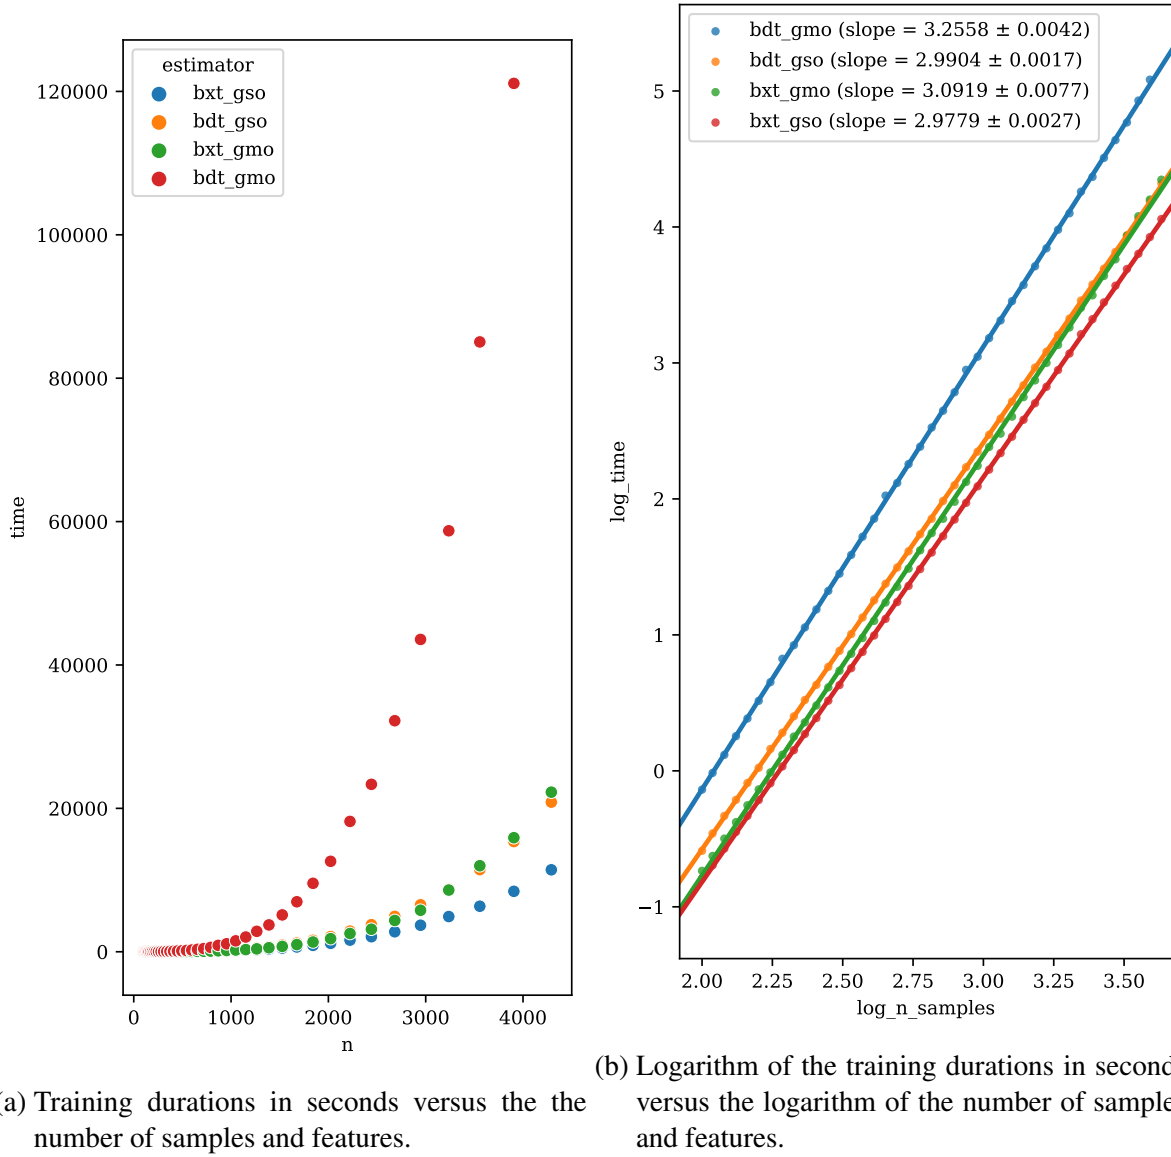 estimator
bxt_gso
bdt_gso
bxt_gmo
bdt_gmo
120000
100000
80000
60000
40000
20000
0
time
0 1000 2000 3000 4000
n
(a) Training durations in seconds versus the the
number of samples and features.
bdt_gmo (slope = 3.2558 ± 0.0042)
bdt_gso (slope = 2.9904 ± 0.0017)
bxt_gmo (slope = 3.0919 ± 0.0077)
bxt_gso (slope = 2.9779 ± 0.0027)
5
4
3
2
1
0
−1
log_time
2.00 2.25 2.50 2.75 3.00 3.25 3.50
log_n_samples
(b) Logarithm of the training durations in second
versus the logarithm of the number of sample
and features.